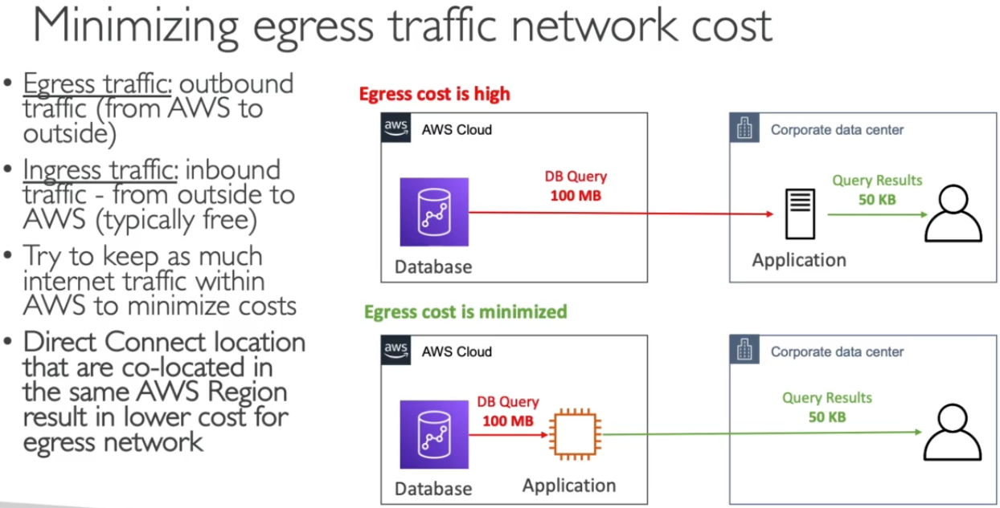 Minimizing egress traffic network cost
• Egress traffic: outbound
traffic (from AWS to
outside)
• Ingress traffic: inbound
traffic - from outside to
AWS (typically free)
• Try to keep as much
internet traffic within
AWS to minimize costs
• Direct Connect location
that are co-located in
the same AWS Region
result in lower cost for
egress network
Egress cost is high
aws
AWS Cloud
Corporate data center
DB Query
100 MB
Query Results
50 KB
Database
Application
Egress cost is minimized
aws
AWS Cloud
Corporate data center
DB Query
100 MB
Query Results
50 KB
Database
Application